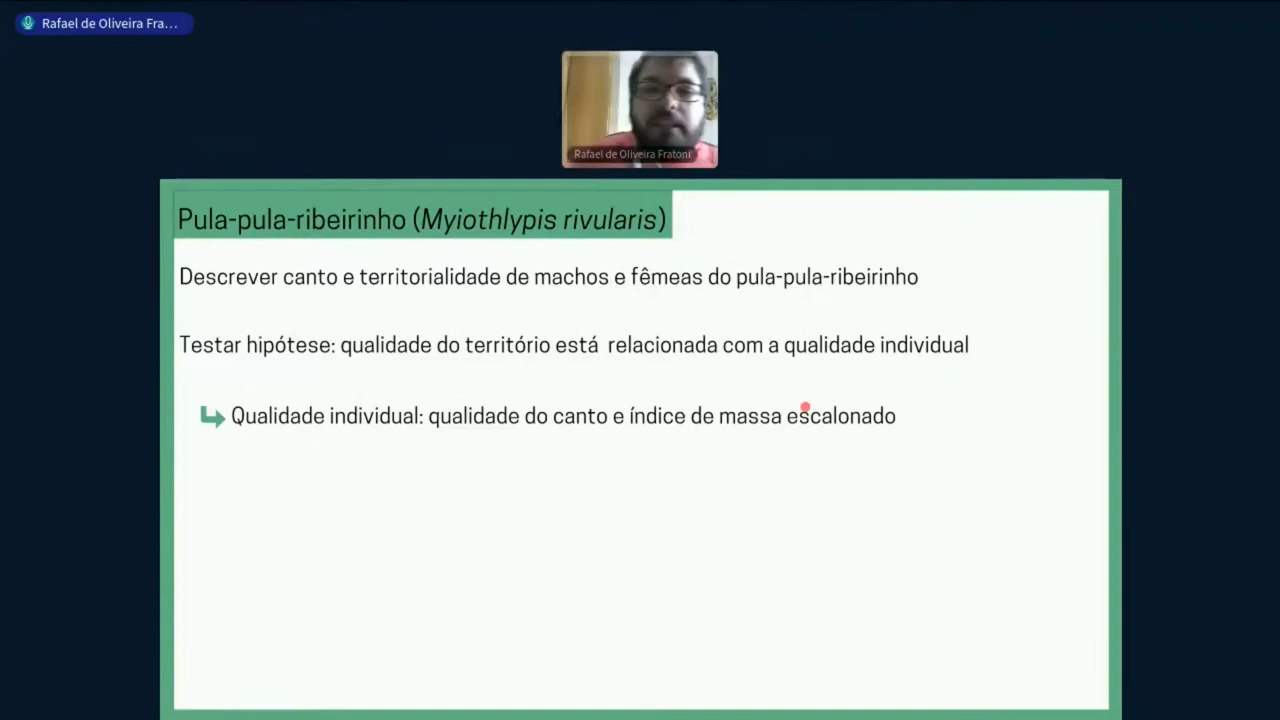 Rafael de Oliveira Fra...
Rafael de Oliveira Fratoni
Pula-pula-ribeirinho (Myiothlypis rivularis)
Descrever canto e territorialidade de machos e fêmeas do pula-pula-ribeirinho
Testar hipótese: qualidade do território está relacionada com a qualidade individual
Qualidade individual: qualidade do canto e índice de massa escalonado